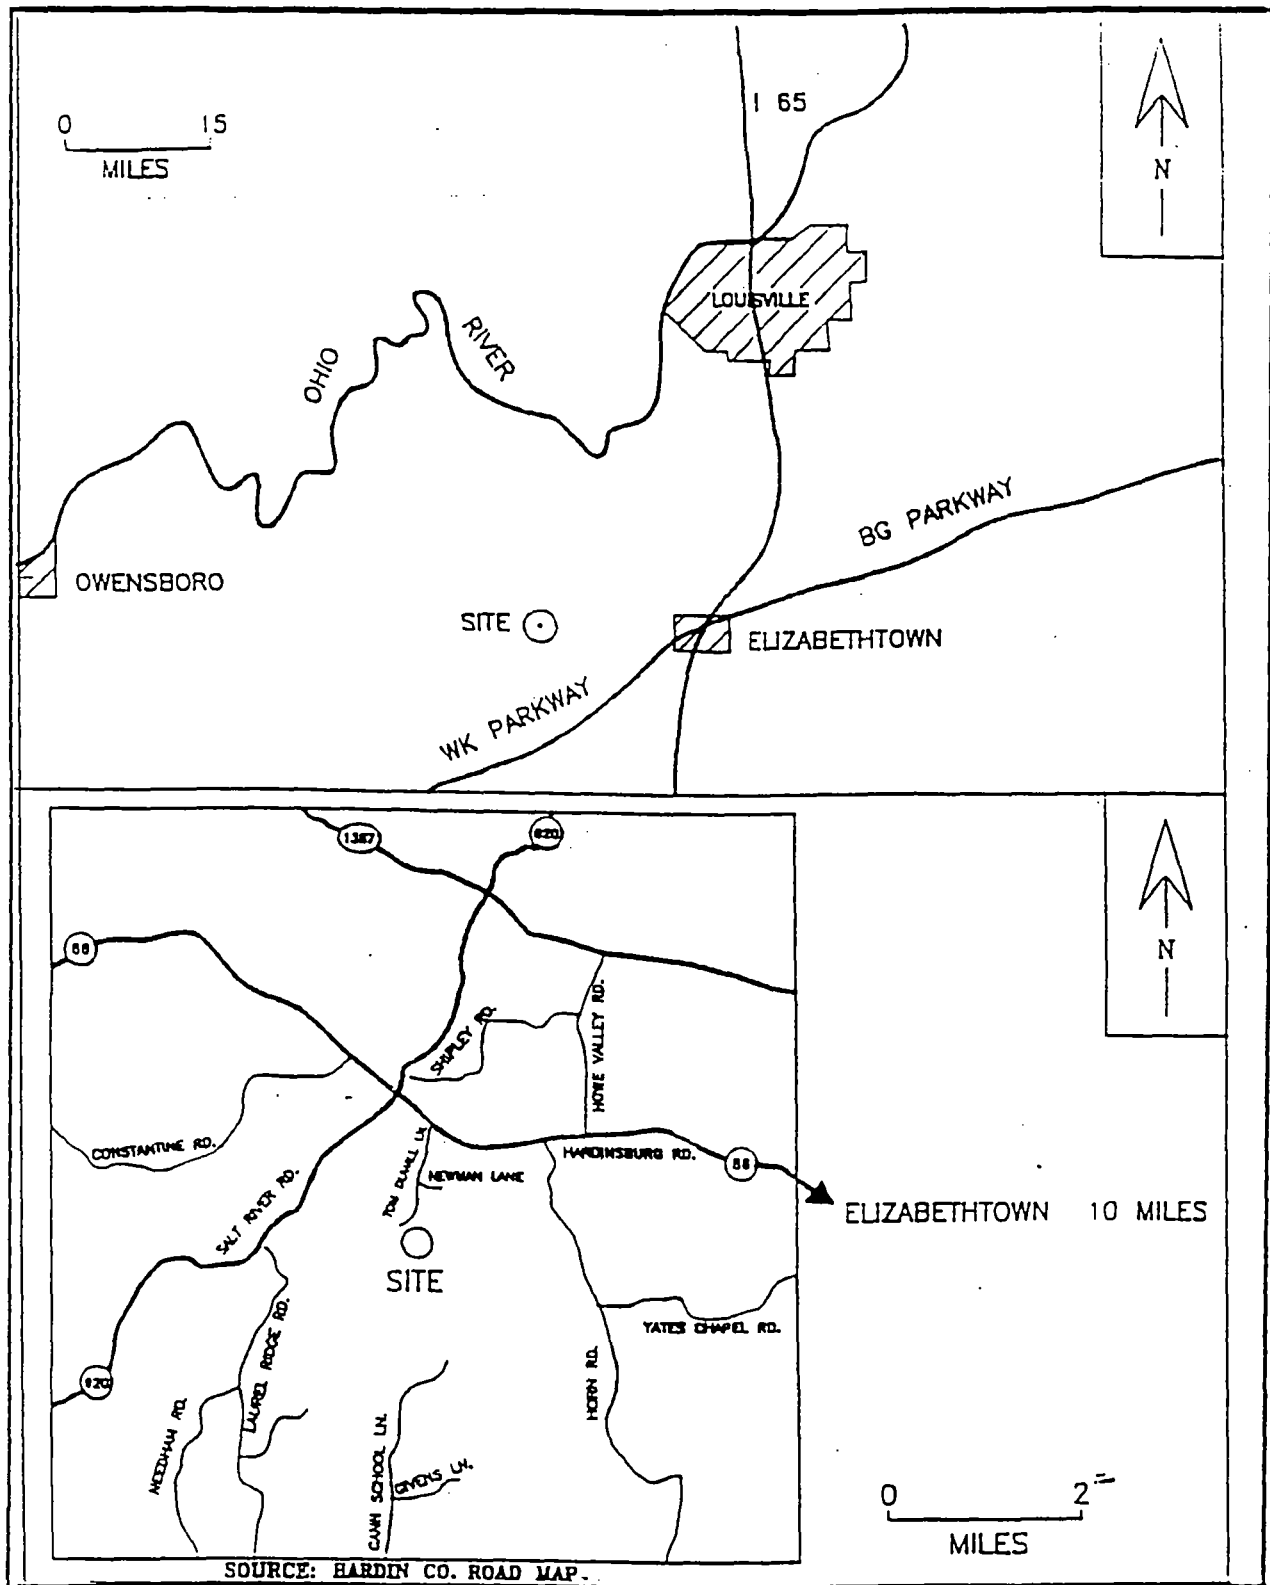 I 65
0 15
MILES
N
LOUISVILLE
RIVER
OHIO
BG PARKWAY
OWENSBORO
SITE
ELIZABETHTOWN
WK PARKWAY
1357
920
N
86
SHIPLEY RD.
HOWE VALLEY RD.
CONSTANTINE RD.
TOM DUVALL LN.
HARDINSBURG RD.
86
NEWMAN LANE
SALT RIVER RD.
ELIZABETHTOWN 10 MILES
SITE
YATES CHAPEL RD.
LAUREL RIDGE RD.
HORN RD.
920
NEEDHAM RD.
CANN SCHOOL LN.
GIVENS LN.
0 2
MILES
SOURCE: HARDIN CO. ROAD MAP.